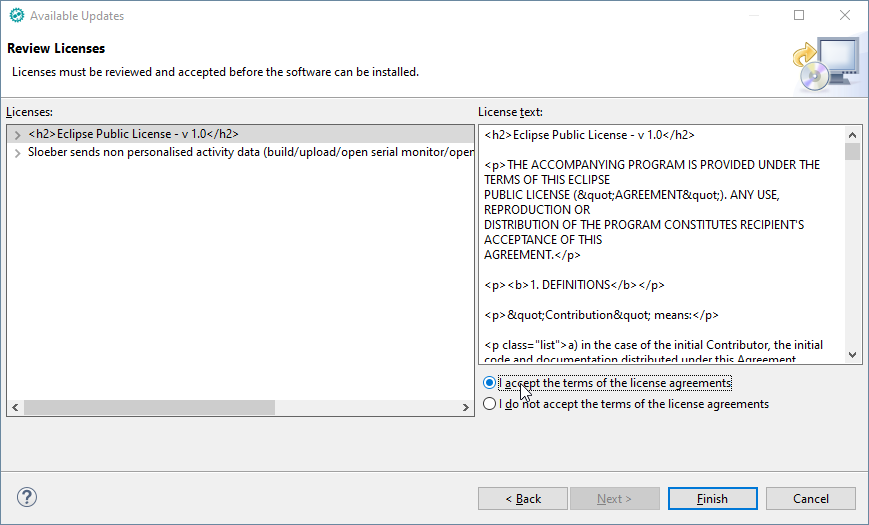 Available Updates
Review Licenses
Licenses must be reviewed and accepted before the software can be installed.
Licenses:
<h2>Eclipse Public License - v 1.0</h2>
Sloeber sends non personalised activity data (build/upload/open serial monitor/open
License text:
<h2>Eclipse Public License - v 1.0</h2>
<p>THE ACCOMPANYING PROGRAM IS PROVIDED UNDER THE
TERMS OF THIS ECLIPSE
PUBLIC LICENSE (&quot;AGREEMENT&quot;). ANY USE,
REPRODUCTION OR
DISTRIBUTION OF THE PROGRAM CONSTITUTES RECIPIENT'S
ACCEPTANCE OF THIS
AGREEMENT.</p>
<p><b>1. DEFINITIONS</b></p>
<p>&quot;Contribution&quot; means:</p>
<p class="list">a) in the case of the initial Contributor, the initial
code and documentation distributed under this Agreement
I accept the terms of the license agreements
I do not accept the terms of the license agreements
?
< Back
Next >
Finish
Cancel